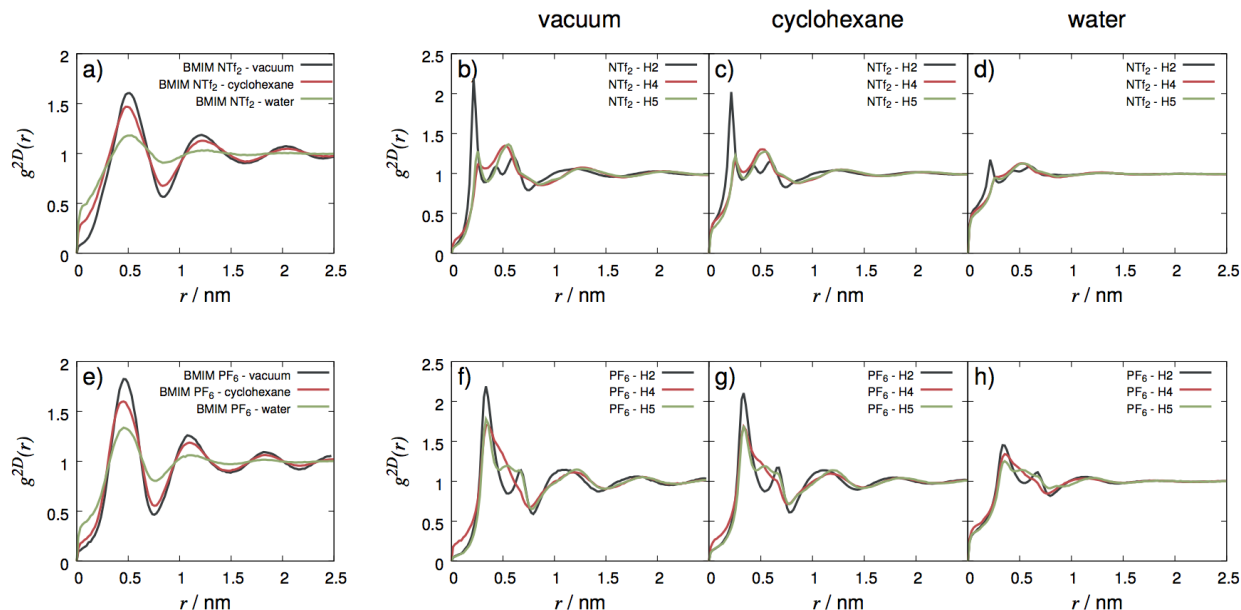 vacuum cyclohexane water
a) BMIM NTf₂ - vacuum
BMIM NTf₂ - cyclohexane
BMIM NTf₂ - water
g²ᴰ(r)
2
1.5
1
0.5
0
0 0.5 1 1.5 2 2.5
r / nm
b) NTf₂ - H2
NTf₂ - H4
NTf₂ - H5
g²ᴰ(r)
2.5
2
1.5
1
0.5
0
0 0.5 1 1.5 2
r / nm
c) NTf₂ - H2
NTf₂ - H4
NTf₂ - H5
0 0.5 1 1.5 2
r / nm
d) NTf₂ - H2
NTf₂ - H4
NTf₂ - H5
0 0.5 1 1.5 2 2.5
r / nm
e) BMIM PF₆ - vacuum
BMIM PF₆ - cyclohexane
BMIM PF₆ - water
g²ᴰ(r)
2
1.5
1
0.5
0
0 0.5 1 1.5 2 2.5
r / nm
f) PF₆ - H2
PF₆ - H4
PF₆ - H5
g²ᴰ(r)
2.5
2
1.5
1
0.5
0
0 0.5 1 1.5 2
r / nm
g) PF₆ - H2
PF₆ - H4
PF₆ - H5
0 0.5 1 1.5 2
r / nm
h) PF₆ - H2
PF₆ - H4
PF₆ - H5
0 0.5 1 1.5 2 2.5
r / nm